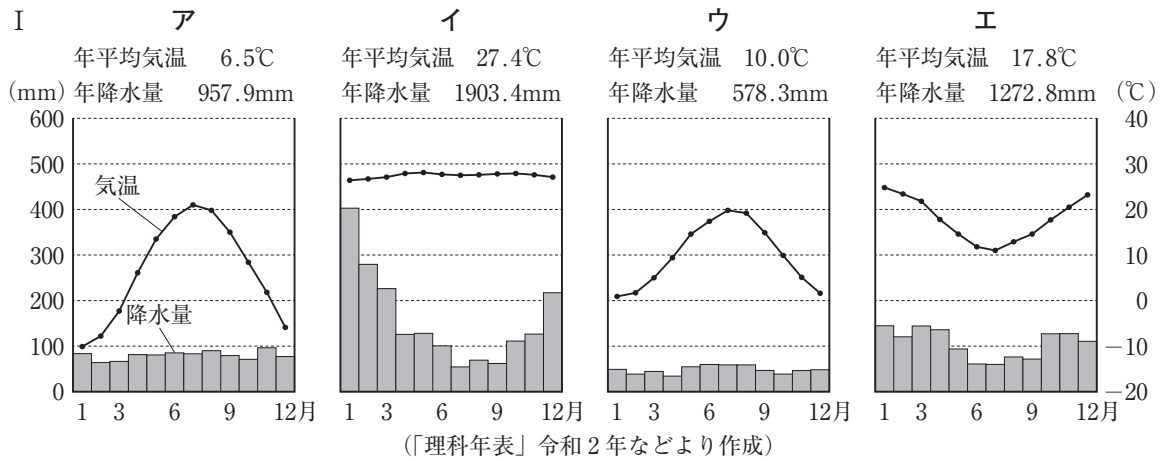 Ⅰ ア イ ウ エ
年平均気温 6.5℃ 年平均気温 27.4℃ 年平均気温 10.0℃ 年平均気温 17.8℃
(mm) 年降水量 957.9mm 年降水量 1903.4mm 年降水量 578.3mm 年降水量 1272.8mm (℃)
600 40
500 30
気温
400 20
300 10
200 0
降水量
100 −10
0 −20
1 3 6 9 12月 1 3 6 9 12月 1 3 6 9 12月 1 3 6 9 12月
(「理科年表」令和2年などより作成)